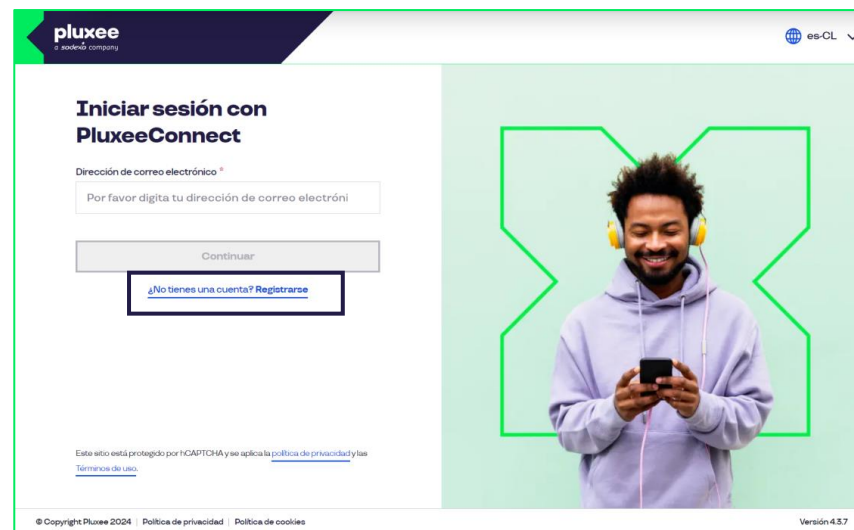 pluxee
a sodexo company
es-CL
Iniciar sesión con
PluxeeConnect
Dirección de correo electrónico *
Por favor digita tu dirección de correo electróni
Continuar
¿No tienes una cuenta? Registrarse
Este sitio está protegido por hCAPTCHA y se aplica la política de privacidad y las
Términos de uso.
© Copyright Pluxee 2024 | Política de privacidad | Política de cookies
Versión 4.3.7